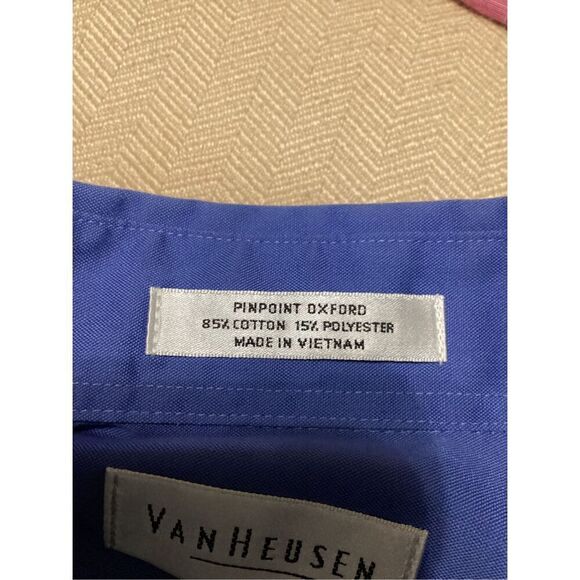 PINPOINT OXFORD
85% COTTON 15% POLYESTER
MADE IN VIETNAM
VAN HEUSEN